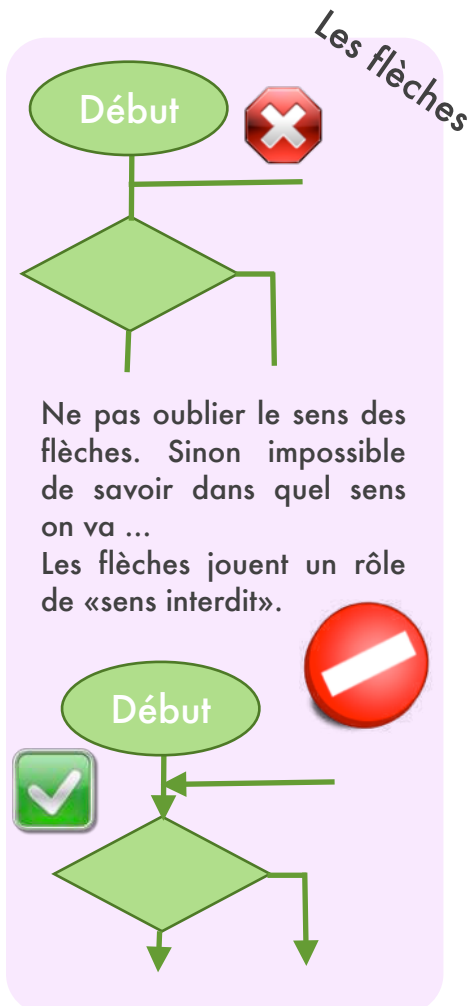 Les flèches
Début
Ne pas oublier le sens des
flèches. Sinon impossible
de savoir dans quel sens
on va ...
Les flèches jouent un rôle
de «sens interdit».
Début